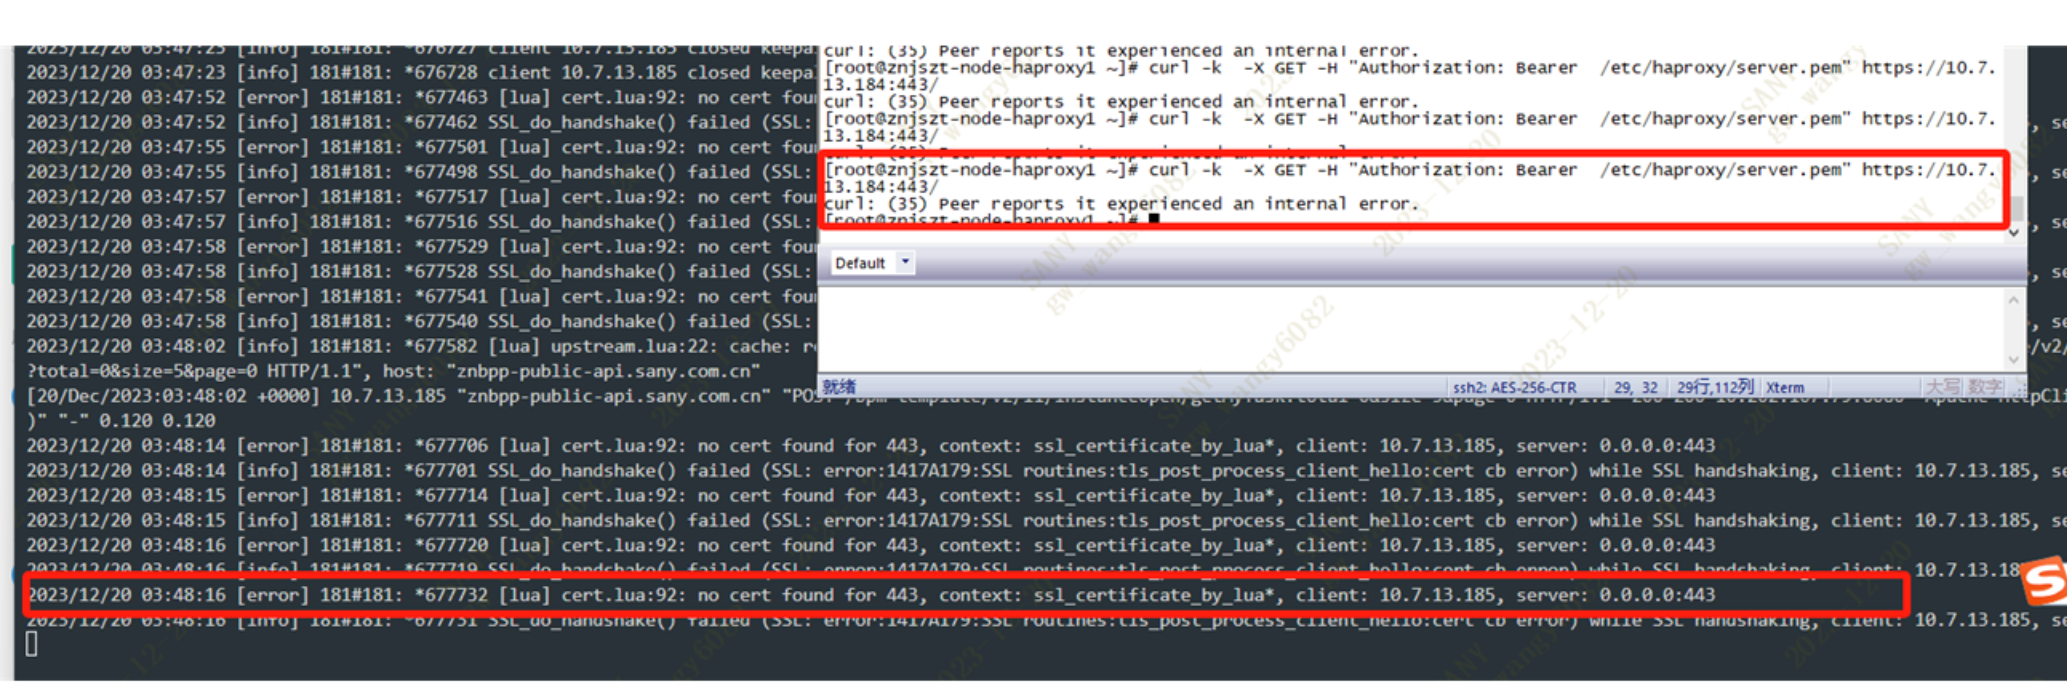 2023/12/20 03:47:23 [info] 181#181: *676727 client 10.7.13.185 closed keepa
2023/12/20 03:47:23 [info] 181#181: *676728 client 10.7.13.185 closed keepa
2023/12/20 03:47:52 [error] 181#181: *677463 [lua] cert.lua:92: no cert fou
2023/12/20 03:47:52 [info] 181#181: *677462 SSL_do_handshake() failed (SSL:
2023/12/20 03:47:55 [error] 181#181: *677501 [lua] cert.lua:92: no cert fou
2023/12/20 03:47:55 [info] 181#181: *677498 SSL_do_handshake() failed (SSL:
2023/12/20 03:47:57 [error] 181#181: *677517 [lua] cert.lua:92: no cert fou
2023/12/20 03:47:57 [info] 181#181: *677516 SSL_do_handshake() failed (SSL:
2023/12/20 03:47:58 [error] 181#181: *677529 [lua] cert.lua:92: no cert fou
2023/12/20 03:47:58 [info] 181#181: *677528 SSL_do_handshake() failed (SSL:
2023/12/20 03:47:58 [error] 181#181: *677541 [lua] cert.lua:92: no cert fou
2023/12/20 03:47:58 [info] 181#181: *677540 SSL_do_handshake() failed (SSL:
2023/12/20 03:48:02 [info] 181#181: *677582 [lua] upstream.lua:22: cache: r
?total=0&size=5&page=0 HTTP/1.1", host: "znbpp-public-api.sany.com.cn"
[20/Dec/2023:03:48:02 +0000] 10.7.13.185 "znbpp-public-api.sany.com.cn"
)" "-" 0.120 0.120
2023/12/20 03:48:14 [error] 181#181: *677706 [lua] cert.lua:92: no cert found for 443, context: ssl_certificate_by_lua*, client: 10.7.13.185, server: 0.0.0.0:443
2023/12/20 03:48:14 [info] 181#181: *677701 SSL_do_handshake() failed (SSL: error:1417A179:SSL routines:tls_post_process_client_hello:cert cb error) while SSL handshaking, client: 10.7.13.185, se
2023/12/20 03:48:15 [error] 181#181: *677714 [lua] cert.lua:92: no cert found for 443, context: ssl_certificate_by_lua*, client: 10.7.13.185, server: 0.0.0.0:443
2023/12/20 03:48:15 [info] 181#181: *677711 SSL_do_handshake() failed (SSL: error:1417A179:SSL routines:tls_post_process_client_hello:cert cb error) while SSL handshaking, client: 10.7.13.185, se
2023/12/20 03:48:16 [error] 181#181: *677720 [lua] cert.lua:92: no cert found for 443, context: ssl_certificate_by_lua*, client: 10.7.13.185, server: 0.0.0.0:443
2023/12/20 03:48:16 [info] 181#181: *677719 SSL_do_handshake() failed (SSL: error:1417A179:SSL routines:tls_post_process_client_hello:cert cb error) while SSL handshaking, client: 10.7.13.18
2023/12/20 03:48:16 [error] 181#181: *677732 [lua] cert.lua:92: no cert found for 443, context: ssl_certificate_by_lua*, client: 10.7.13.185, server: 0.0.0.0:443
2023/12/20 03:48:16 [info] 181#181: *677731 SSL_do_handshake() failed (SSL: error:1417A179:SSL routines:tls_post_process_client_hello:cert cb error) while SSL handshaking, client: 10.7.13.185, se
curl: (35) Peer reports it experienced an internal error.
[root@znjszt-node-haproxy1 ~]# curl -k  -X GET -H "Authorization: Bearer  /etc/haproxy/server.pem" https://10.7.
13.184:443/
curl: (35) Peer reports it experienced an internal error.
[root@znjszt-node-haproxy1 ~]# curl -k  -X GET -H "Authorization: Bearer  /etc/haproxy/server.pem" https://10.7.
13.184:443/
curl: (35) Peer reports it experienced an internal error.
[root@znjszt-node-haproxy1 ~]# curl -k  -X GET -H "Authorization: Bearer  /etc/haproxy/server.pem" https://10.7.
13.184:443/
curl: (35) Peer reports it experienced an internal error.
[root@znjszt-node-haproxy1 ~]#
Default
就绪
ssh2: AES-256-CTR
29, 32
29行,112列
Xterm
大写 数字